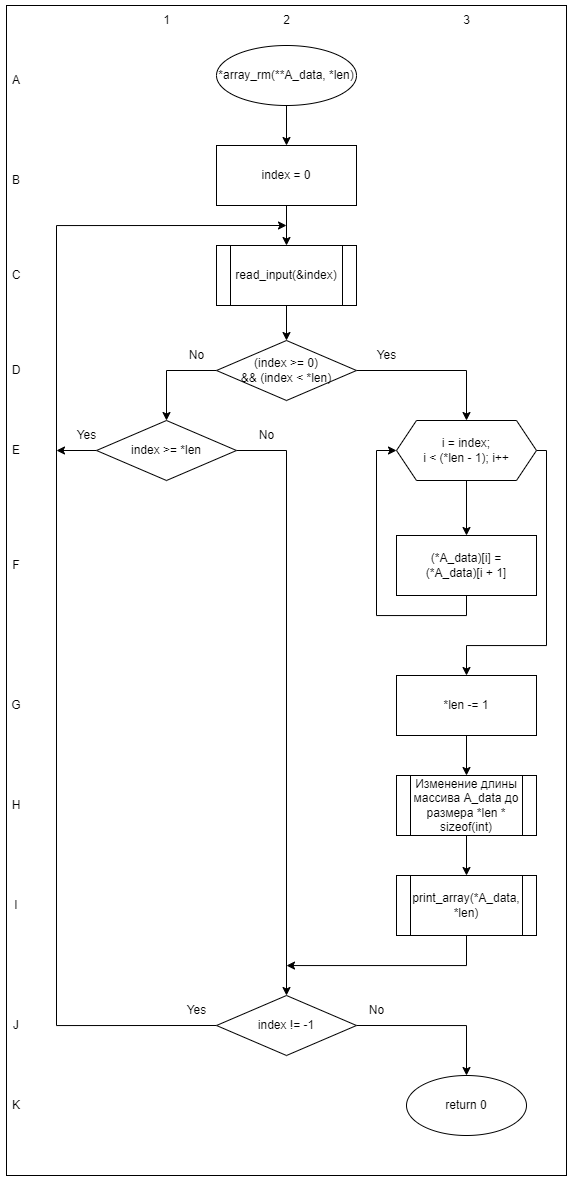 1 2 3
A
*array_rm(**A_data, *len)
B
index = 0
C
read_input(&index)
D
No
(index >= 0)
&& (index < *len)
Yes
E
Yes
index >= *len
No
i = index;
i < (*len - 1); i++
F
(*A_data)[i] =
(*A_data)[i + 1]
G
*len -= 1
H
Изменение длины
массива A_data до
размера *len *
sizeof(int)
I
print_array(*A_data,
*len)
J
Yes
index != -1
No
K
return 0